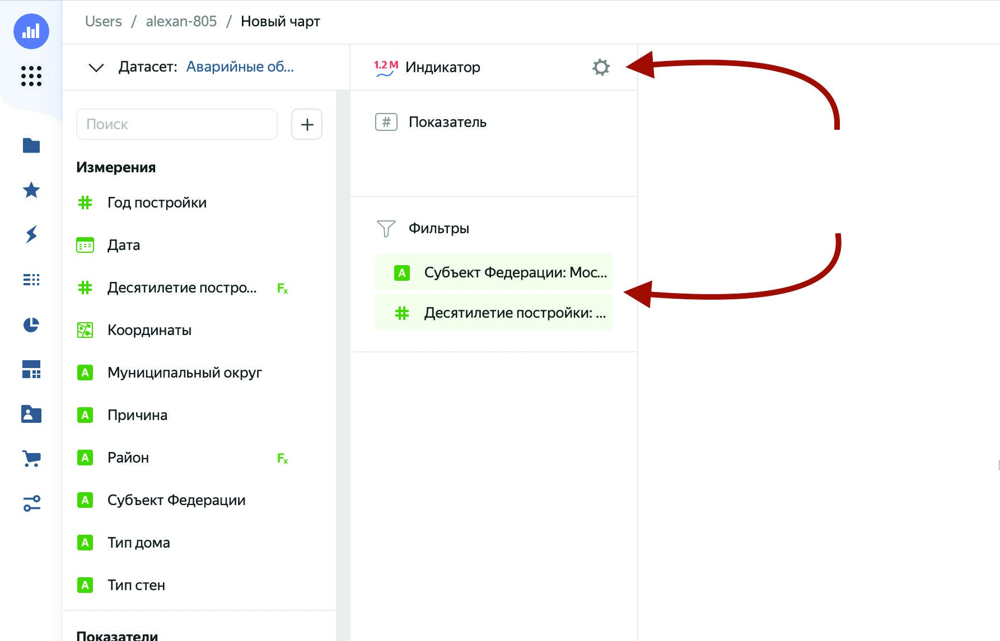 Users / alexan-805 / Новый чарт
Датасет: Аварийные об...
Поиск
Измерения
Год постройки
Дата
Десятилетие постро... Fx
Координаты
A Муниципальный округ
A Причина
A Район Fx
A Субъект Федерации
A Тип дома
A Тип стен
Показатели
1.2 M Индикатор
# Показатель
Фильтры
A Субъект Федерации: Мос...
# Десятилетие постройки: ...